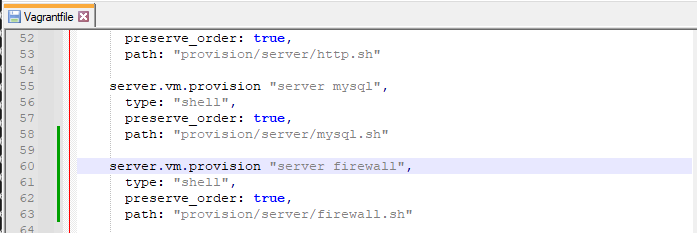 Vagrantfile
52 preserve_order: true,
53 path: "provision/server/http.sh"
54
55 server.vm.provision "server mysql",
56 type: "shell",
57 preserve_order: true,
58 path: "provision/server/mysql.sh"
59
60 server.vm.provision "server firewall",
61 type: "shell",
62 preserve_order: true,
63 path: "provision/server/firewall.sh"
64